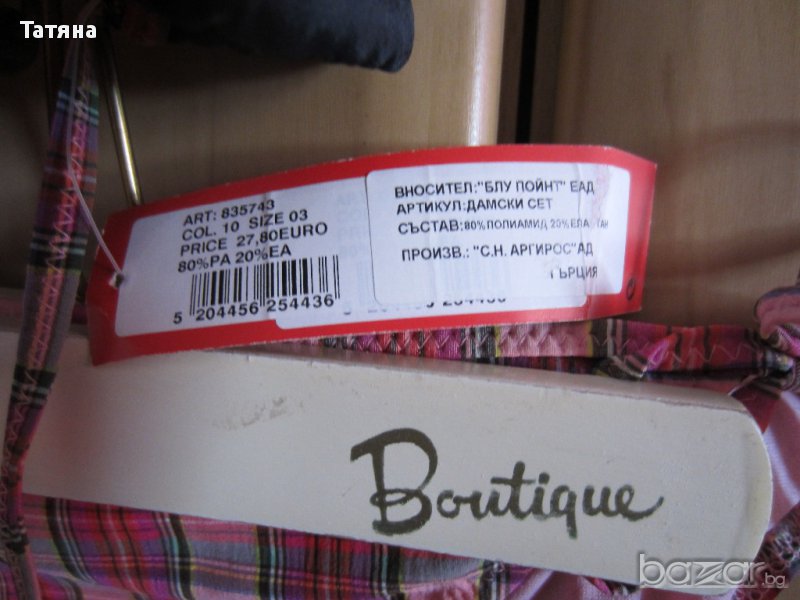 Татяна
ART: 835743
COL. 10 SIZE 03
PRICE 27,80EURO
80%PA 20%EA
5 204456 254436
ВНОСИТЕЛ:"БЛУ ПОЙНТ" ЕАД
АРТИКУЛ:ДАМСКИ СЕТ
СЪСТАВ:80%ПОЛИАМИД 20%ЕЛАСТАН
ПРОИЗВ.: "С.Н. АРГИРОС"АД
ГЪРЦИЯ
Boutique
bazar.bg